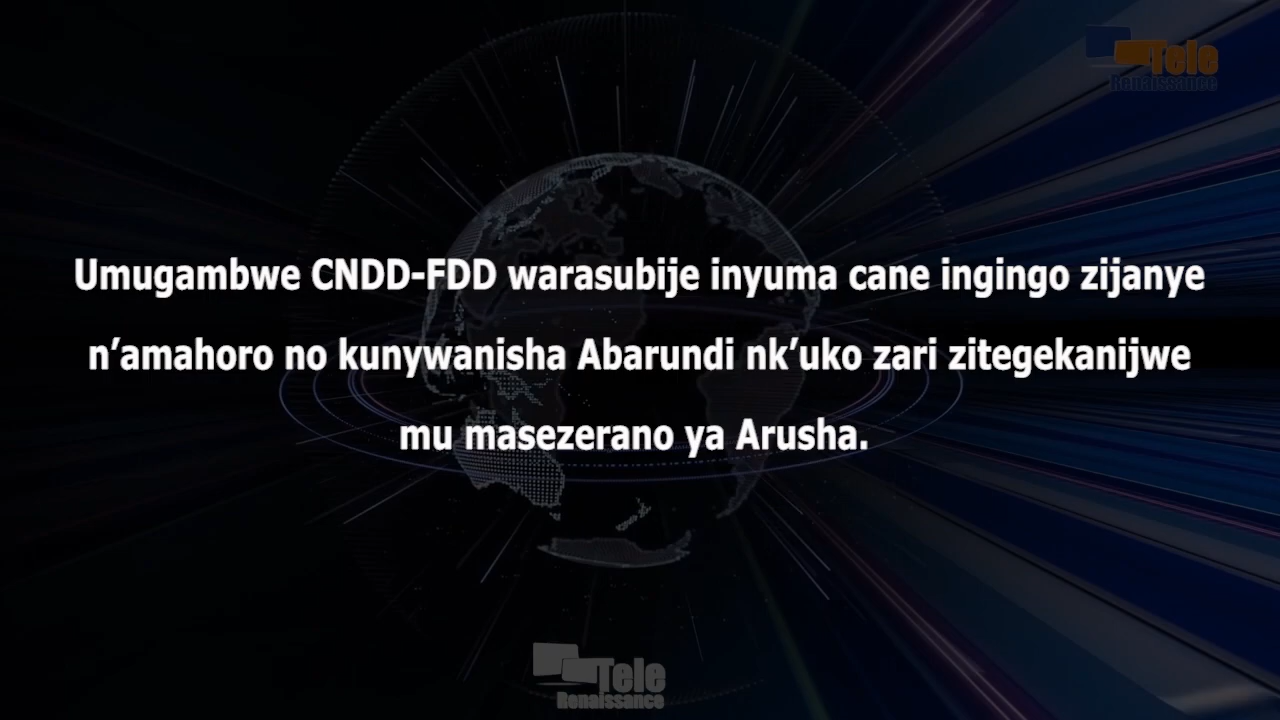 Tele
Renaissance
Umugambwe CNDD-FDD warasubije inyuma cane ingingo zijanye
n’amahoro no kunywanisha Abarundi nk’uko zari zitegekanijwe
mu masezerano ya Arusha.
Tele
Renaissance